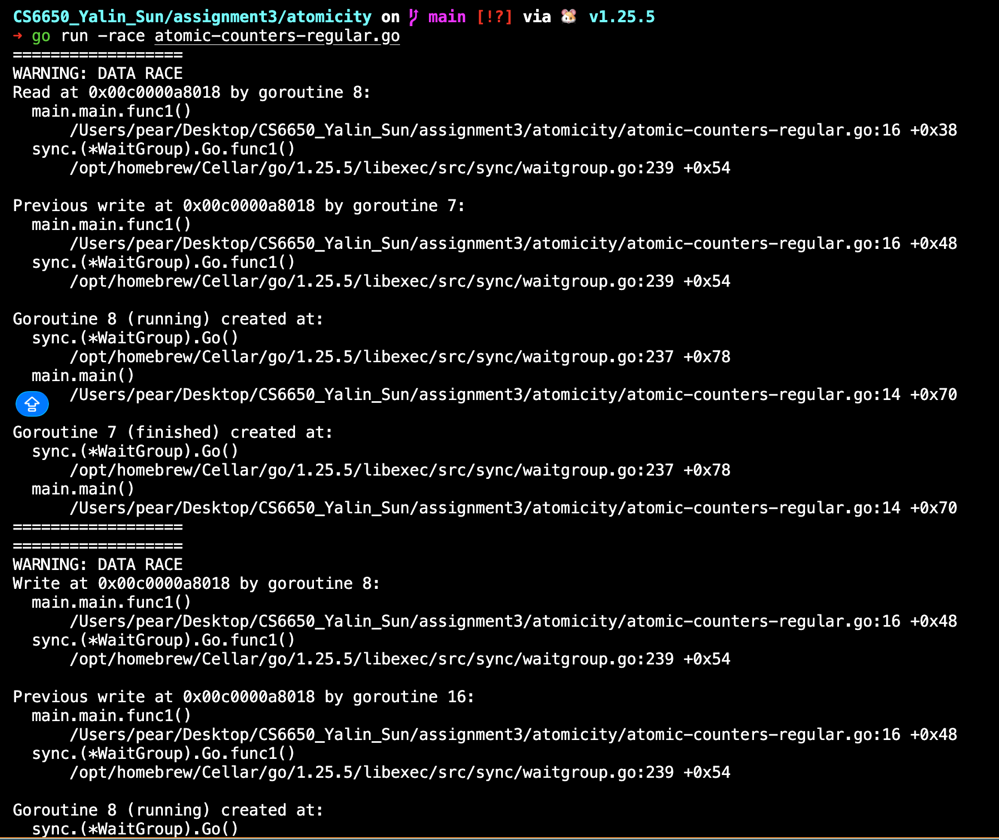 CS6650_Yalin_Sun/assignment3/atomicity on main [!?] via 🐹 v1.25.5
→ go run -race atomic-counters-regular.go
==================
WARNING: DATA RACE
Read at 0x00c0000a8018 by goroutine 8:
  main.main.func1()
      /Users/pear/Desktop/CS6650_Yalin_Sun/assignment3/atomicity/atomic-counters-regular.go:16 +0x38
  sync.(*WaitGroup).Go.func1()
      /opt/homebrew/Cellar/go/1.25.5/libexec/src/sync/waitgroup.go:239 +0x54

Previous write at 0x00c0000a8018 by goroutine 7:
  main.main.func1()
      /Users/pear/Desktop/CS6650_Yalin_Sun/assignment3/atomicity/atomic-counters-regular.go:16 +0x48
  sync.(*WaitGroup).Go.func1()
      /opt/homebrew/Cellar/go/1.25.5/libexec/src/sync/waitgroup.go:239 +0x54

Goroutine 8 (running) created at:
  sync.(*WaitGroup).Go()
      /opt/homebrew/Cellar/go/1.25.5/libexec/src/sync/waitgroup.go:237 +0x78
  main.main()
      /Users/pear/Desktop/CS6650_Yalin_Sun/assignment3/atomicity/atomic-counters-regular.go:14 +0x70

Goroutine 7 (finished) created at:
  sync.(*WaitGroup).Go()
      /opt/homebrew/Cellar/go/1.25.5/libexec/src/sync/waitgroup.go:237 +0x78
  main.main()
      /Users/pear/Desktop/CS6650_Yalin_Sun/assignment3/atomicity/atomic-counters-regular.go:14 +0x70
==================
==================
WARNING: DATA RACE
Write at 0x00c0000a8018 by goroutine 8:
  main.main.func1()
      /Users/pear/Desktop/CS6650_Yalin_Sun/assignment3/atomicity/atomic-counters-regular.go:16 +0x48
  sync.(*WaitGroup).Go.func1()
      /opt/homebrew/Cellar/go/1.25.5/libexec/src/sync/waitgroup.go:239 +0x54

Previous write at 0x00c0000a8018 by goroutine 16:
  main.main.func1()
      /Users/pear/Desktop/CS6650_Yalin_Sun/assignment3/atomicity/atomic-counters-regular.go:16 +0x48
  sync.(*WaitGroup).Go.func1()
      /opt/homebrew/Cellar/go/1.25.5/libexec/src/sync/waitgroup.go:239 +0x54

Goroutine 8 (running) created at:
  sync.(*WaitGroup).Go()